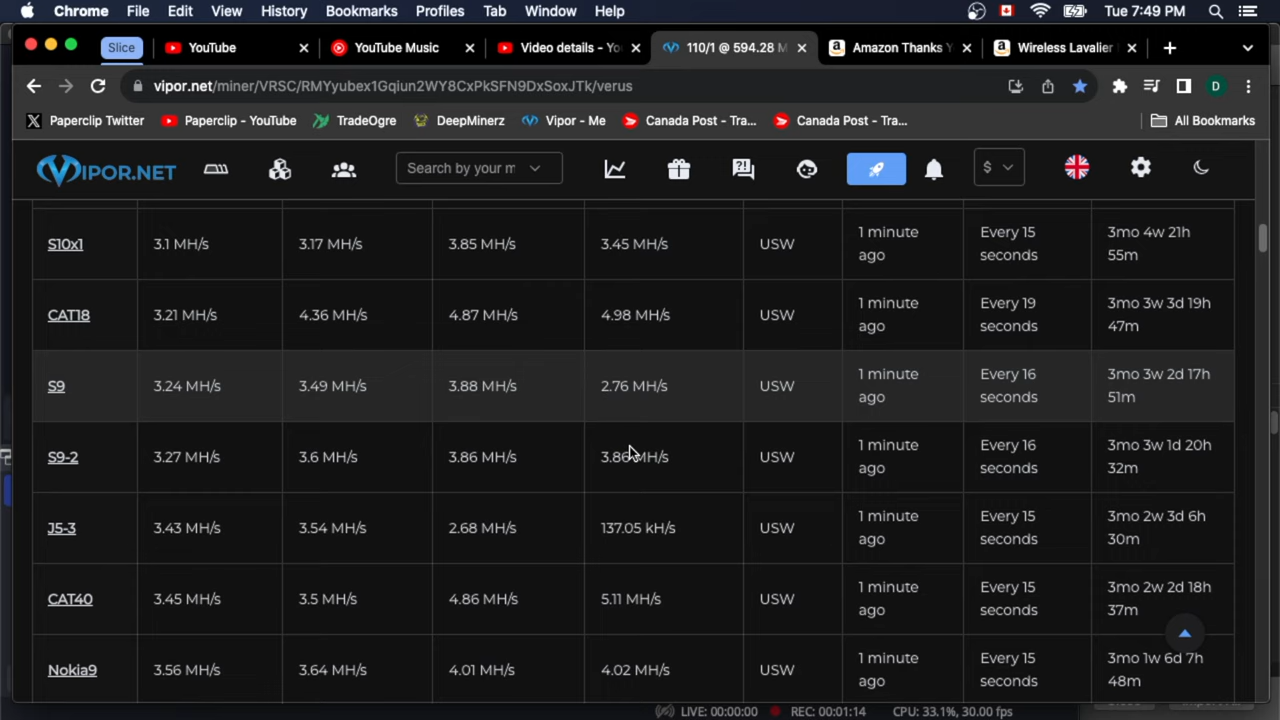 Chrome File Edit View History Bookmarks Profiles Tab Window Help Tue 7:49 PM
Slice YouTube YouTube Music Video details - Yo 110/1 @ 594.28 M Amazon Thanks Y Wireless Lavalier
vipor.net/miner/VRSC/RMYyubex1Gqiun2WY8CxPkSFN9DxSoxJTk/verus D
Paperclip Twitter Paperclip - YouTube TradeOgre DeepMinerz Vipor - Me Canada Post - Tra... Canada Post - Tra... All Bookmarks
VIPOR.NET Search by your m $
S10x1 3.1 MH/s 3.17 MH/s 3.85 MH/s 3.45 MH/s USW 1 minute ago Every 15 seconds 3mo 4w 21h 55m
CAT18 3.21 MH/s 4.36 MH/s 4.87 MH/s 4.98 MH/s USW 1 minute ago Every 19 seconds 3mo 3w 3d 19h 47m
S9 3.24 MH/s 3.49 MH/s 3.88 MH/s 2.76 MH/s USW 1 minute ago Every 16 seconds 3mo 3w 2d 17h 51m
S9-2 3.27 MH/s 3.6 MH/s 3.86 MH/s 3.86 MH/s USW 1 minute ago Every 16 seconds 3mo 3w 1d 20h 32m
J5-3 3.43 MH/s 3.54 MH/s 2.68 MH/s 137.05 kH/s USW 1 minute ago Every 15 seconds 3mo 2w 3d 6h 30m
CAT40 3.45 MH/s 3.5 MH/s 4.86 MH/s 5.11 MH/s USW 1 minute ago Every 15 seconds 3mo 2w 2d 18h 37m
Nokia9 3.56 MH/s 3.64 MH/s 4.01 MH/s 4.02 MH/s USW 1 minute ago Every 15 seconds 3mo 1w 6d 7h 48m
LIVE: 00:00:00 REC: 00:01:14 CPU: 33.1%, 30.00 fps